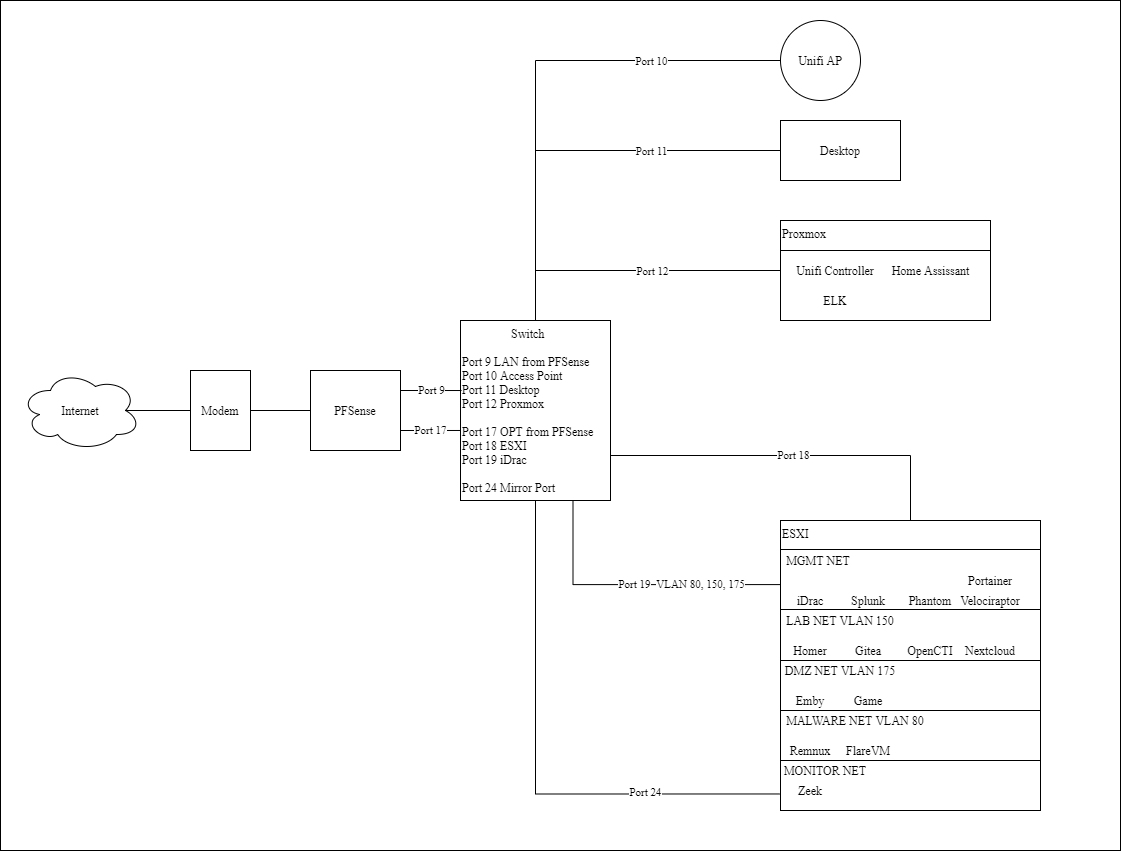 Port 10
Unifi AP
Port 11
Desktop
Proxmox
Port 12
Unifi Controller
Home Assissant
ELK
Switch
Port 9 LAN from PFSense
Port 10 Access Point
Port 11 Desktop
Port 12 Proxmox
Port 17 OPT from PFSense
Port 18 ESXI
Port 19 iDrac
Port 24 Mirror Port
Internet
Modem
PFSense
Port 9
Port 17
Port 18
ESXI
MGMT NET
Port 19-VLAN 80, 150, 175
Portainer
iDrac
Splunk
Phantom
Velociraptor
LAB NET VLAN 150
Homer
Gitea
OpenCTI
Nextcloud
DMZ NET VLAN 175
Emby
Game
MALWARE NET VLAN 80
Remnux
FlareVM
MONITOR NET
Zeek
Port 24